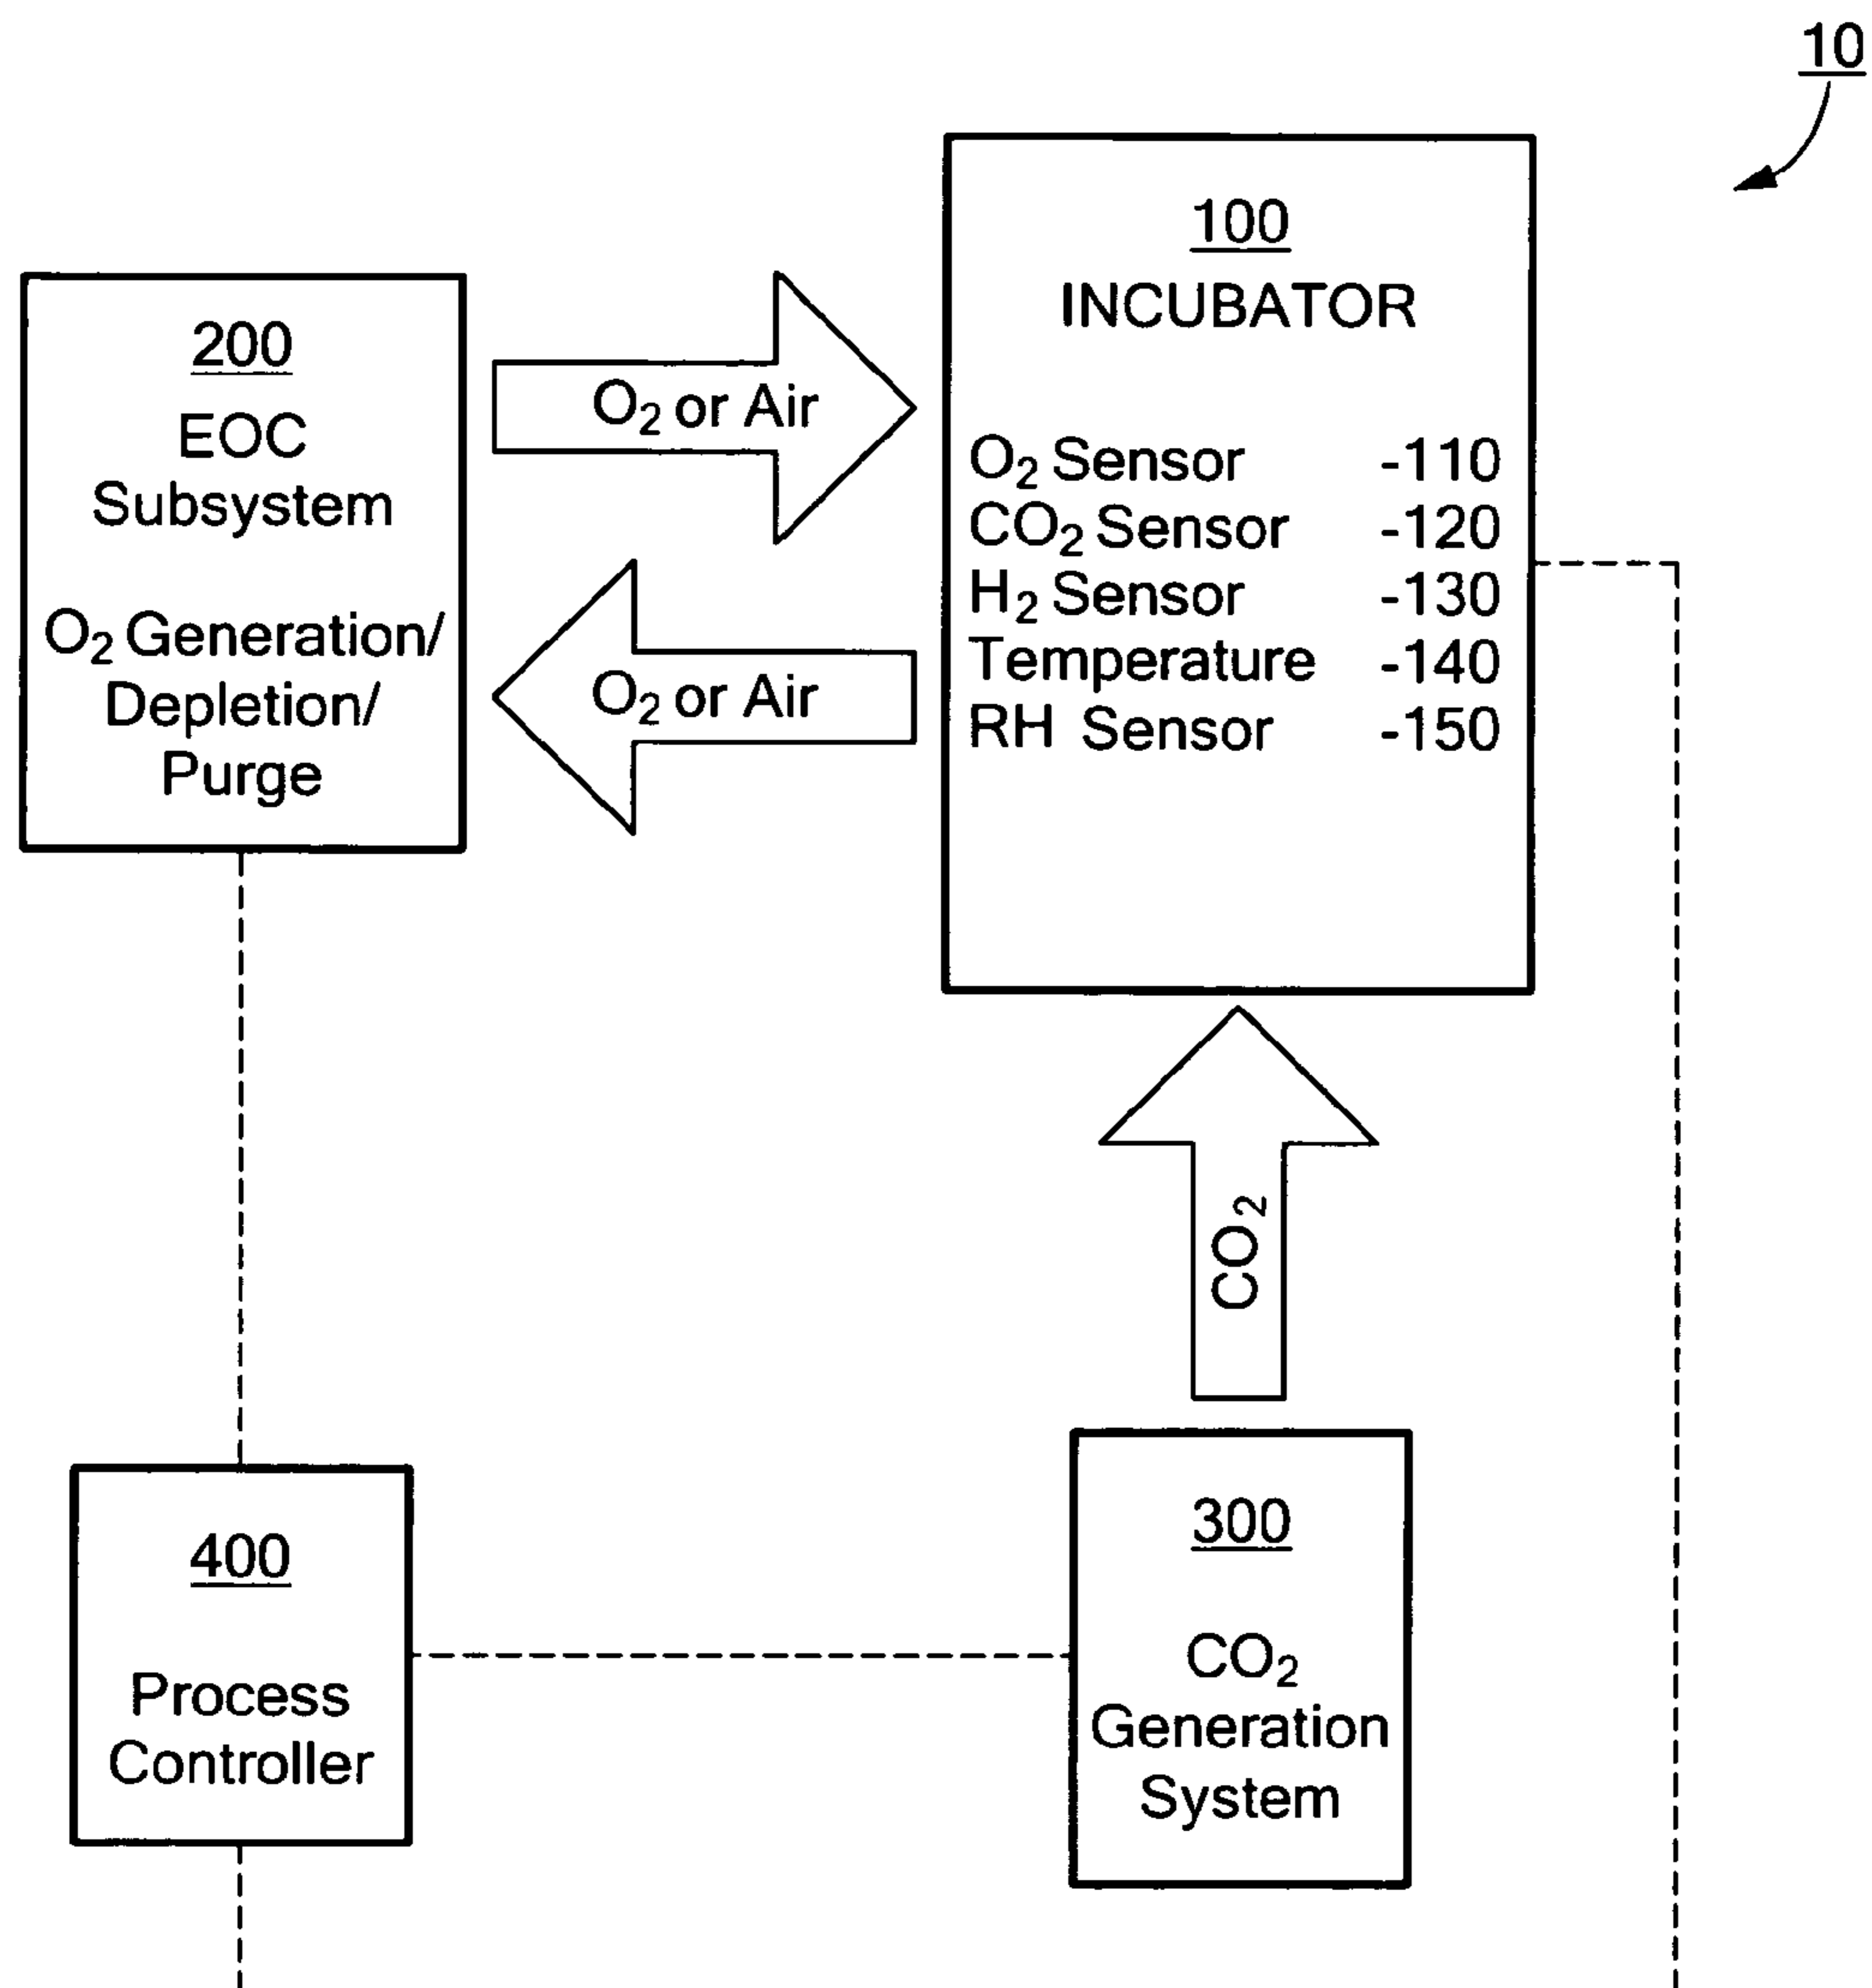 10
100
INCUBATOR
O₂ Sensor -110
CO₂ Sensor -120
H₂ Sensor -130
Temperature -140
RH Sensor -150
200
EOC
Subsystem
O₂ Generation/
Depletion/
Purge
O₂ or Air
O₂ or Air
CO₂
400
Process
Controller
300
CO₂
Generation
System